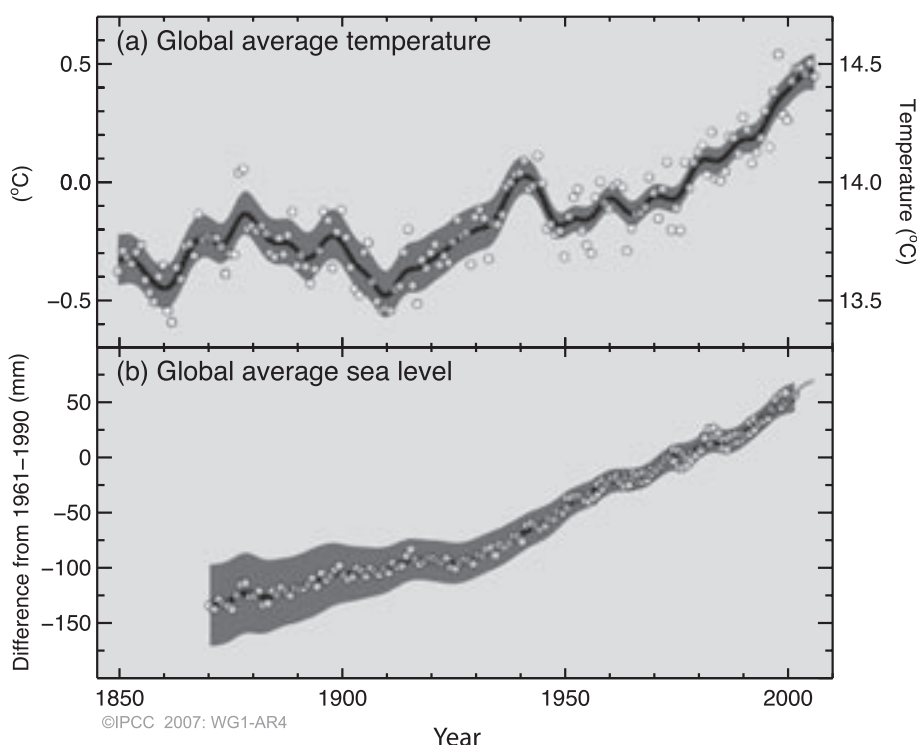 (a) Global average temperature
0.5
0.0
−0.5
(°C)
14.5
14.0
13.5
Temperature (°C)
(b) Global average sea level
50
0
−50
−100
−150
Difference from 1961−1990 (mm)
1850
1900
1950
2000
©IPCC 2007: WG1-AR4
Year